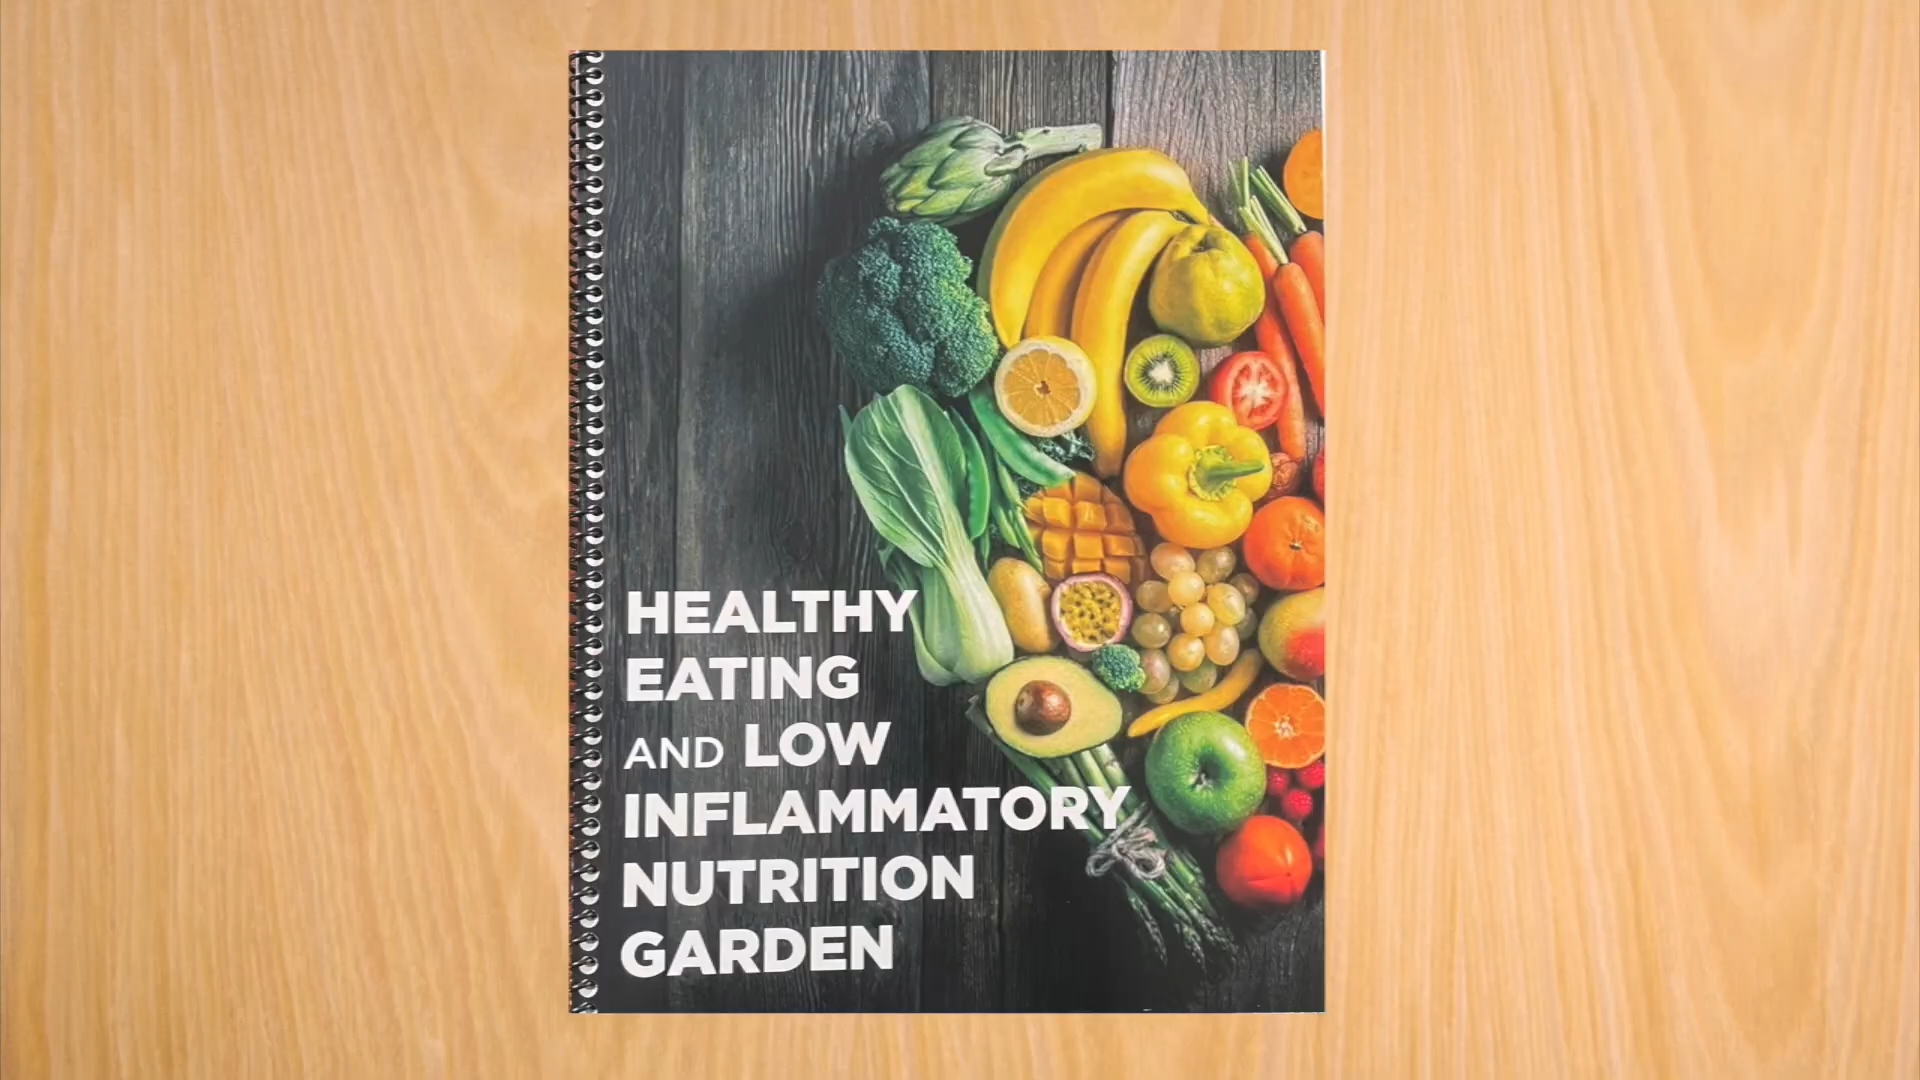 HEALTHY
EATING
AND LOW
INFLAMMATORY
NUTRITION
GARDEN